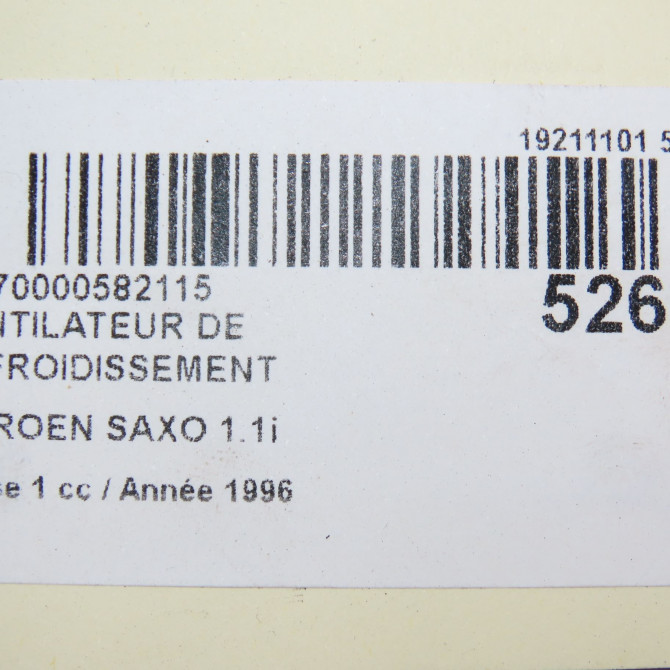 19211101 5
70000582115
526
NTILATEUR DE
FROIDISSEMENT
ROEN SAXO 1.1i
se 1 cc / Année 1996